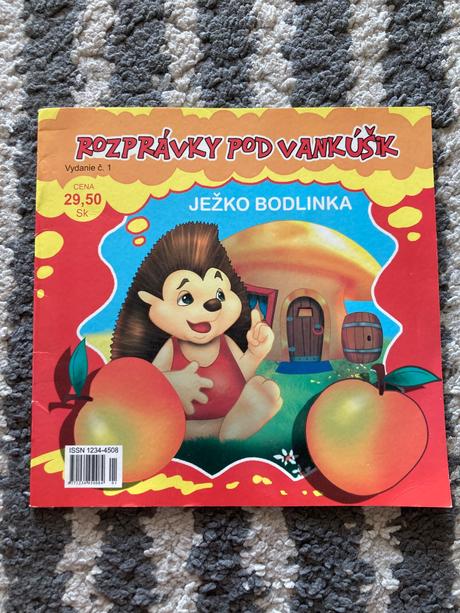 ROZPRÁVKY POD VANKÚŠIK
Vydanie č. 1
CENA
29,50
Sk
JEŽKO BODLINKA
ISSN 1234-4508